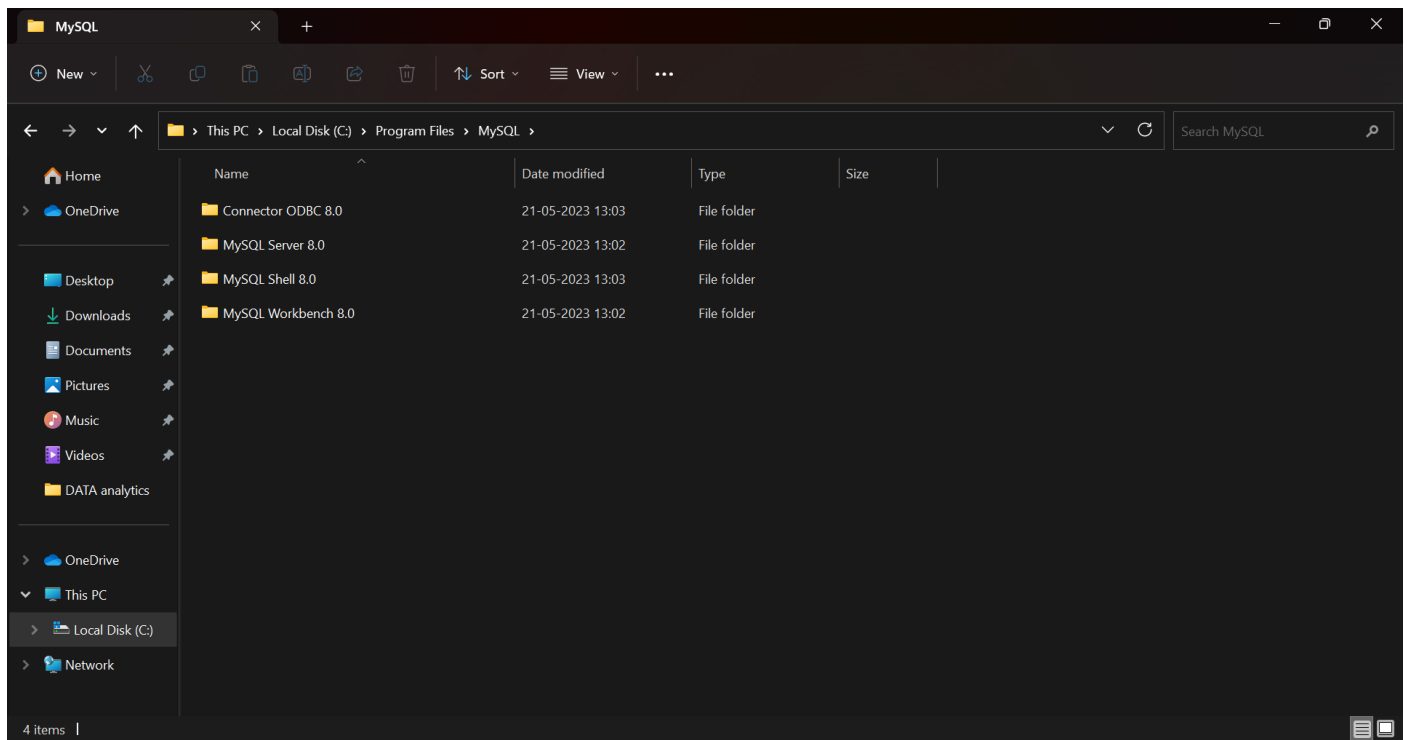 MySQL
New
Sort
View
This PC > Local Disk (C:) > Program Files > MySQL >
Search MySQL
Home
OneDrive
Desktop
Downloads
Documents
Pictures
Music
Videos
DATA analytics
OneDrive
This PC
Local Disk (C:)
Network
Name Date modified Type Size
Connector ODBC 8.0 21-05-2023 13:03 File folder
MySQL Server 8.0 21-05-2023 13:02 File folder
MySQL Shell 8.0 21-05-2023 13:03 File folder
MySQL Workbench 8.0 21-05-2023 13:02 File folder
4 items